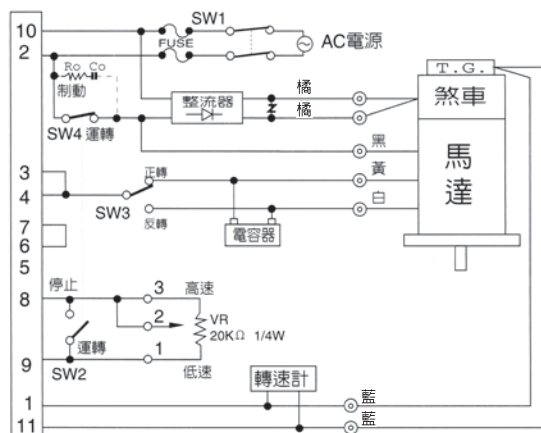 10
SW1
FUSE
AC電源
2
T.G.
Ro Co
制動
整流器
橘
橘
煞車
SW4 運轉
黑
馬達
3
正轉
黃
4
SW3
白
7
反轉
電容器
6
5
停止
8
3 高速
2
VR
20KΩ 1/4W
運轉
9
1 低速
SW2
轉速計
1
藍
11
藍